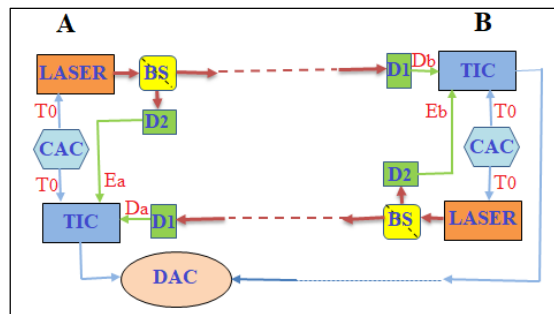 A
B
LASER
BS
D1
Db
TIC
T0
D2
Eb
T0
CAC
CAC
T0
Ea
D2
T0
Da
TIC
D1
BS
LASER
DAC